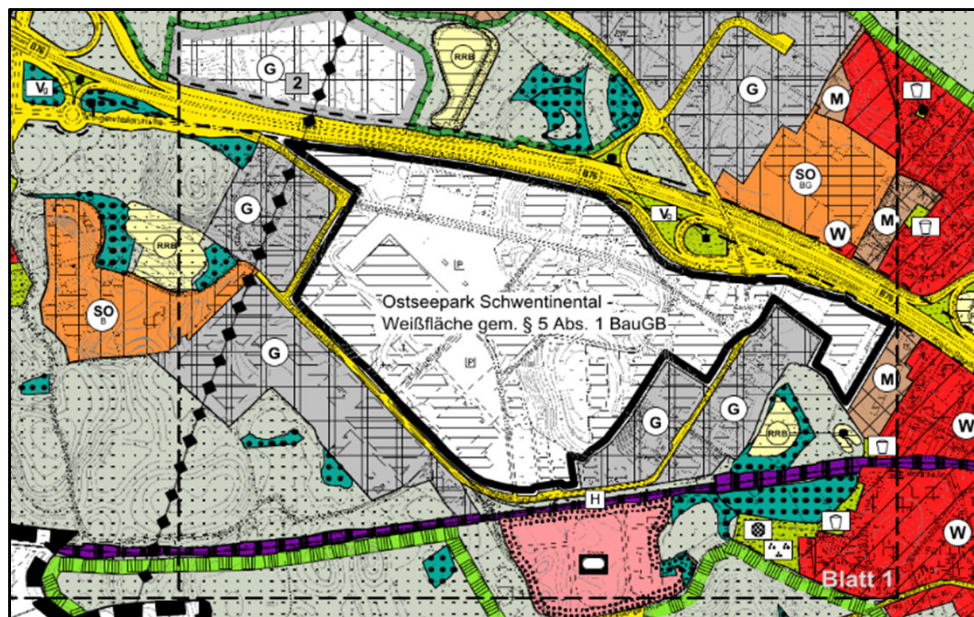 B76
RRB
G
2
G
Vg
M
SO
BG
M
W
B76
G
RRB
P
Ostseepark Schwentinental -
Weißfläche gem. § 5 Abs. 1 BauGB
B76
SO
B
P
G
M
G
G
RRB
W
H
W
Blatt 1